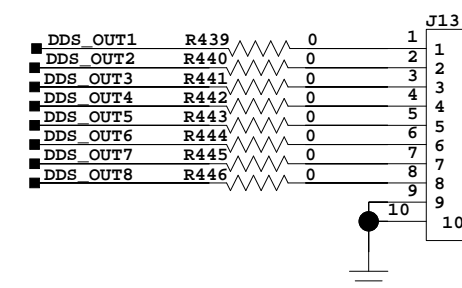 J13
DDS_OUT1 R439 0 1 1
DDS_OUT2 R440 0 2 2
DDS_OUT3 R441 0 3 3
DDS_OUT4 R442 0 4 4
DDS_OUT5 R443 0 5 5
DDS_OUT6 R444 0 6 6
DDS_OUT7 R445 0 7 7
DDS_OUT8 R446 0 8 8
9 9
10 10